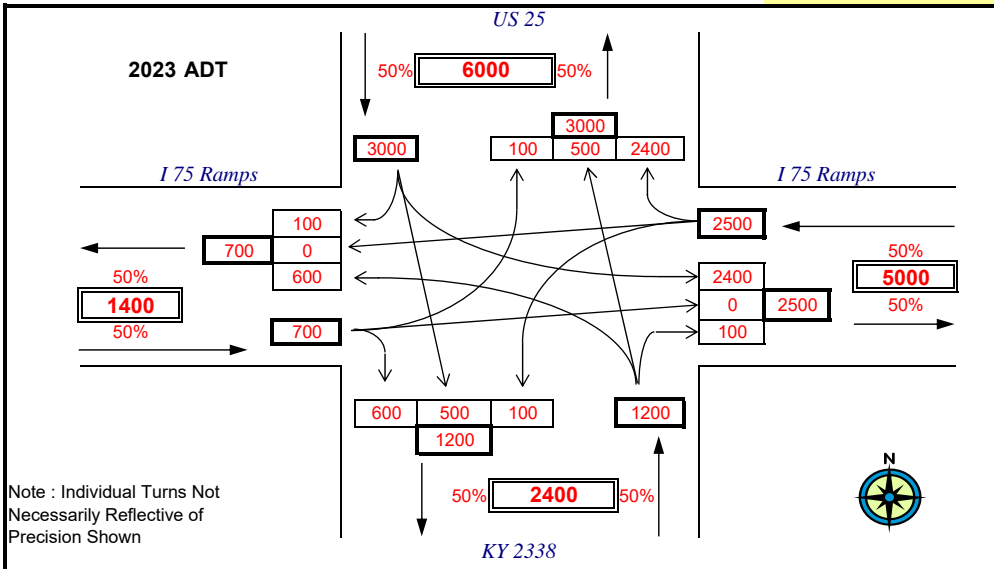 US 25
2023 ADT
50% 6000 50%
3000
3000
100 500 2400
I 75 Ramps
I 75 Ramps
100
700 0
600
2500
50%
1400
50%
700
50%
5000
50%
2400
0 2500
100
600 500 100
1200
1200
50% 2400 50%
N
Note : Individual Turns Not
Necessarily Reflective of
Precision Shown
KY 2338